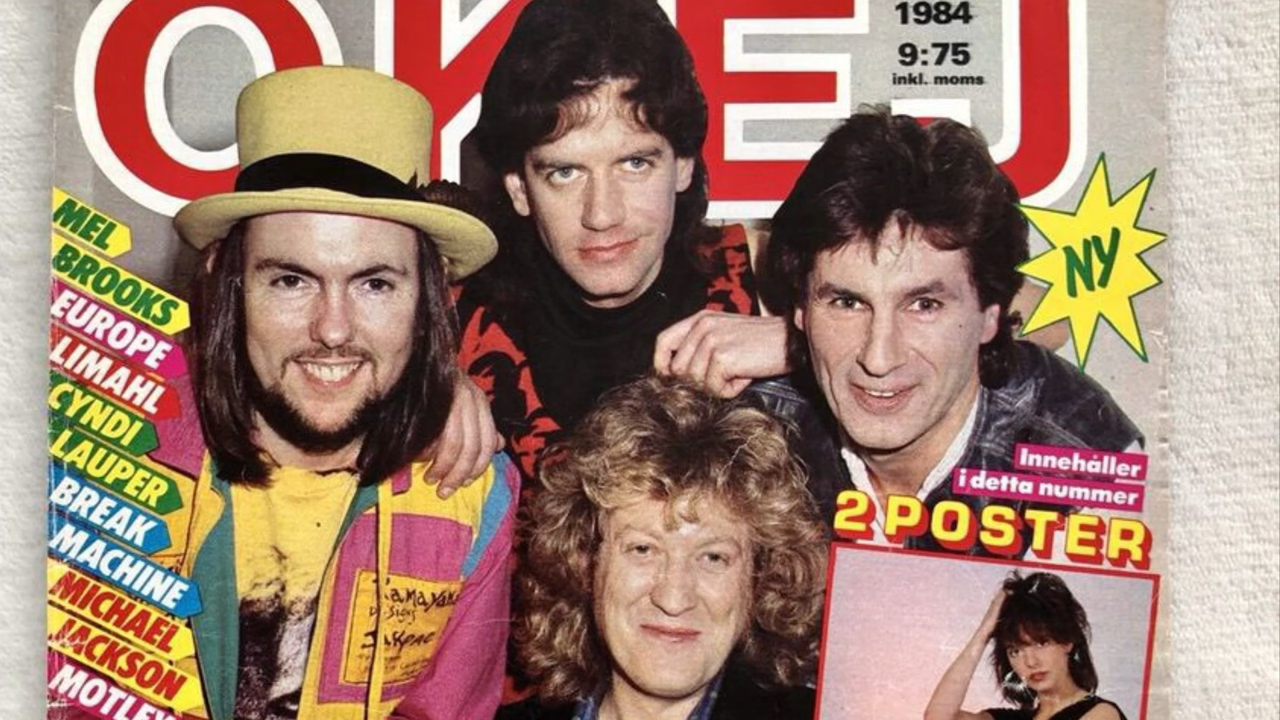 OKEJ
1984
9:75
inkl. moms
MEL
BROOKS
EUROPE
LIMAHL
CYNDI
LAUPER
BREAK
MACHINE
MICHAEL
JACKSON
MOTLEY
NY
Innehåller
i detta nummer
2 POSTER